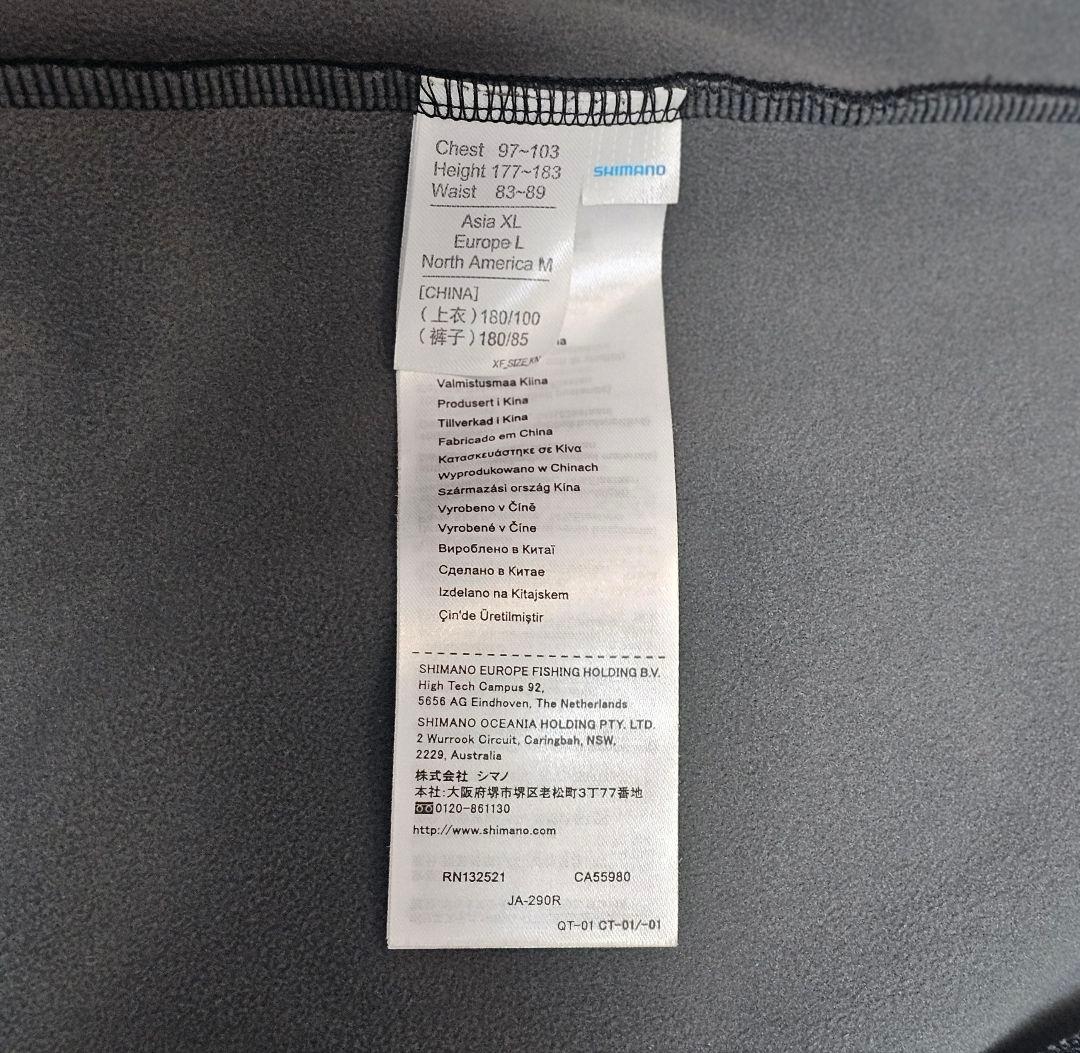 Chest 97~103
Height 177~183
Waist 83~89
SHIMANO
Asia XL
Europe L
North America M
[CHINA]
(上衣)180/100
(裤子)180/85
XF_SIZE_KN
Valmistusmaa Kiina
Produsert i Kina
Tillverkad i Kina
Fabricado em China
Κατασκευάστηκε σε Κίνα
Wyprodukowano w Chinach
Származási ország Kína
Vyrobeno v Číně
Vyrobené v Číne
Вироблено в Китаї
Сделано в Китае
Izdelano na Kitajskem
Çin'de Üretilmiştir
SHIMANO EUROPE FISHING HOLDING B.V.
High Tech Campus 92,
5656 AG Eindhoven, The Netherlands
SHIMANO OCEANIA HOLDING PTY. LTD.
2 Wurrook Circuit, Caringbah, NSW,
2229, Australia
株式会社 シマノ
本社:大阪府堺市堺区老松町3丁77番地
0120-861130
http://www.shimano.com
RN132521 CA55980
JA-290R
QT-01 CT-01/-01